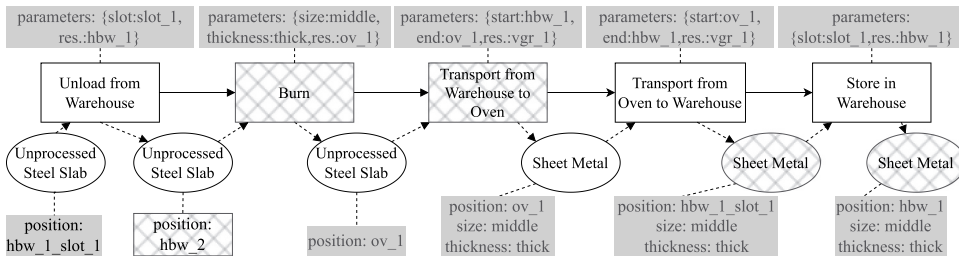 parameters: {slot:slot_1,
res.:hbw_1}
parameters: {size:middle,
thickness:thick,res.:ov_1}
parameters: {start:hbw_1,
end:ov_1,res.:vgr_1}
parameters: {start:ov_1,
end:hbw_1,res.:vgr_1}
parameters:
{slot:slot_1,res.:hbw_1}
Unload from
Warehouse
Burn
Transport from
Warehouse to
Oven
Transport from
Oven to Warehouse
Store in
Warehouse
Unprocessed
Steel Slab
Unprocessed
Steel Slab
Unprocessed
Steel Slab
Sheet Metal
Sheet Metal
Sheet Metal
position:
hbw_1_slot_1
position:
hbw_2
position: ov_1
position: ov_1
size: middle
thickness: thick
position: hbw_1_slot_1
size: middle
thickness: thick
position: hbw_1
size: middle
thickness: thick